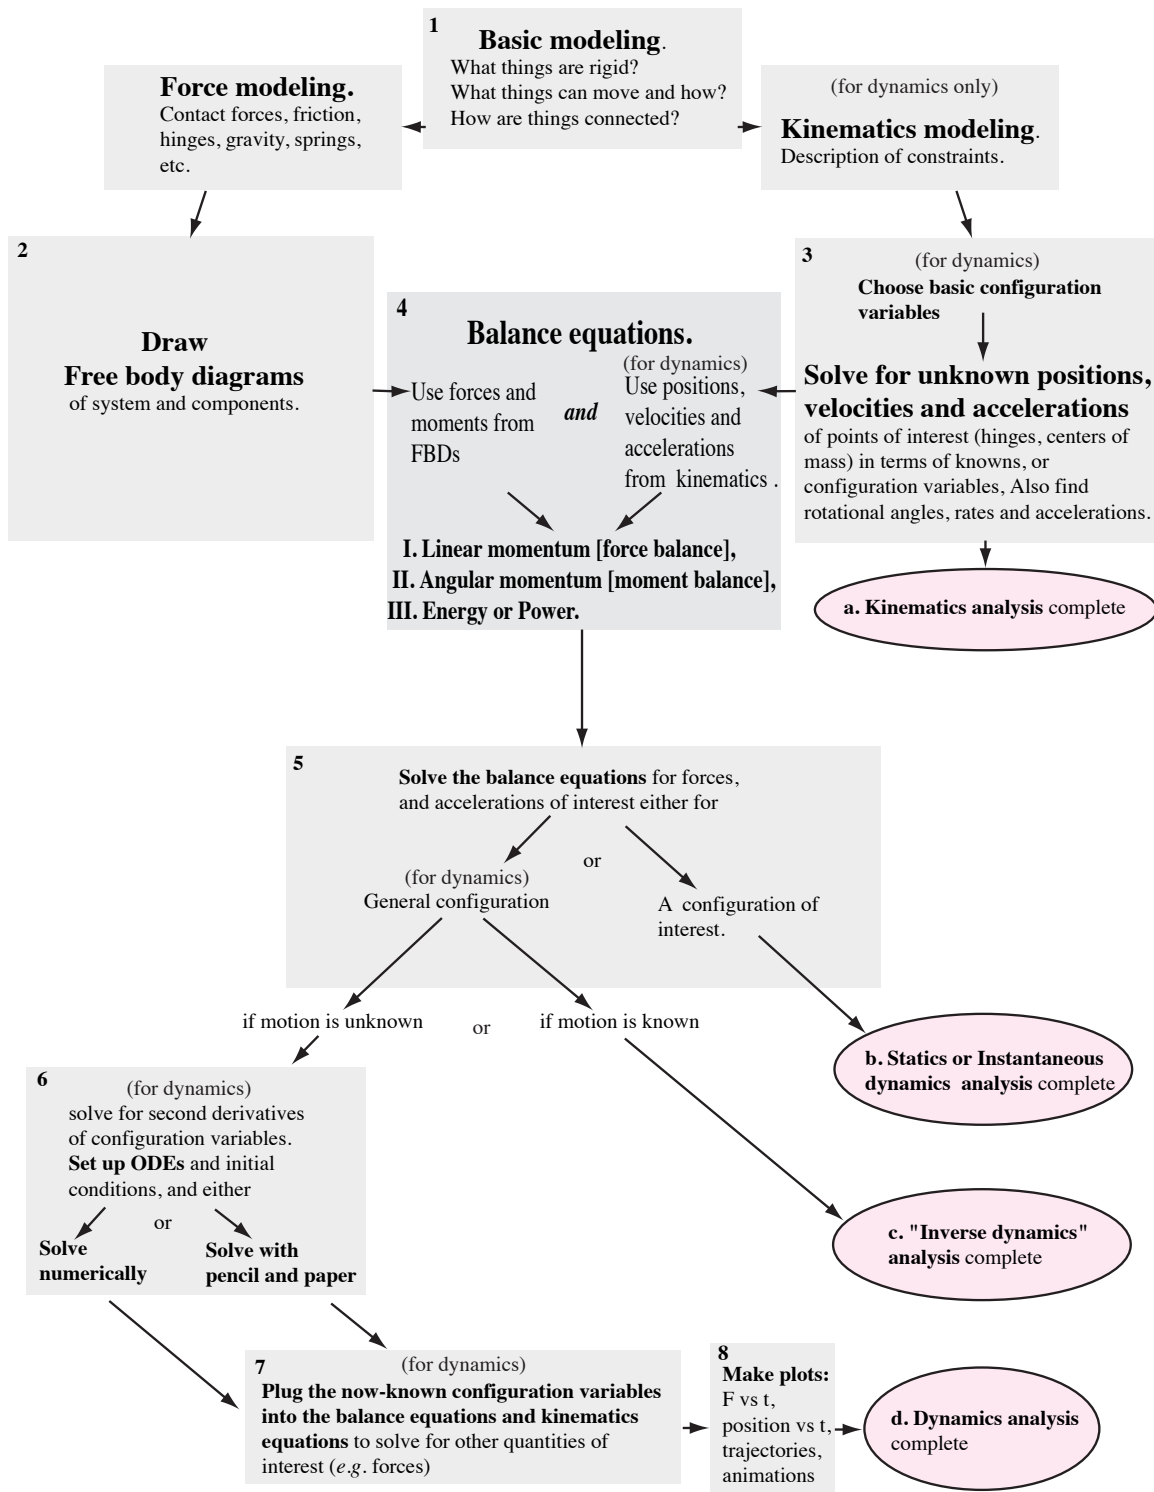 1
Basic modeling.
What things are rigid?
What things can move and how?
How are things connected?
Force modeling.
Contact forces, friction,
hinges, gravity, springs,
etc.
(for dynamics only)
Kinematics modeling.
Description of constraints.
2
Draw
Free body diagrams
of system and components.
3
(for dynamics)
Choose basic configuration
variables
Solve for unknown positions,
velocities and accelerations
of points of interest (hinges, centers of
mass) in terms of knowns, or
configuration variables, Also find
rotational angles, rates and accelerations.
a. Kinematics analysis complete
4
Balance equations.
Use forces and
moments from
FBDs
and
(for dynamics)
Use positions,
velocities and
accelerations
from kinematics .
I. Linear momentum [force balance],
II. Angular momentum [moment balance],
III. Energy or Power.
5
Solve the balance equations for forces,
and accelerations of interest either for
or
(for dynamics)
General configuration
A configuration of
interest.
if motion is unknown
or
if motion is known
b. Statics or Instantaneous
dynamics analysis complete
6
(for dynamics)
solve for second derivatives
of configuration variables.
Set up ODEs and initial
conditions, and either
or
Solve
numerically
Solve with
pencil and paper
c. "Inverse dynamics"
analysis complete
7
(for dynamics)
Plug the now-known configuration variables
into the balance equations and kinematics
equations to solve for other quantities of
interest (e.g. forces)
8
Make plots:
F vs t,
position vs t,
trajectories,
animations
d. Dynamics analysis
complete